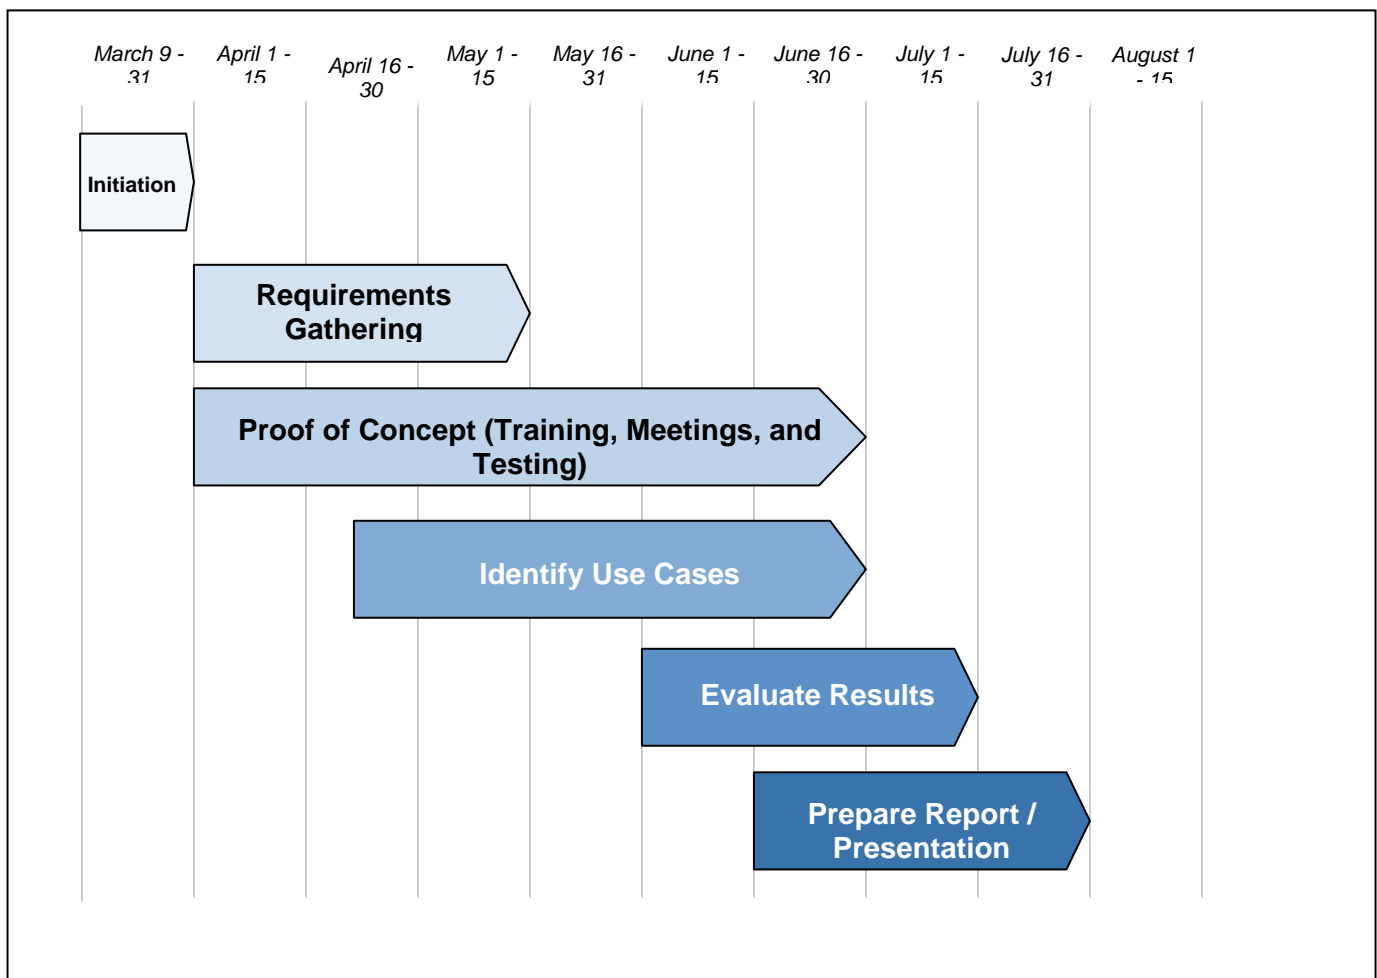 March 9 -
31
April 1 -
15
April 16 -
30
May 1 -
15
May 16 -
31
June 1 -
15
June 16 -
30
July 1 -
15
July 16 -
31
August 1
- 15
Initiation
Requirements
Gathering
Proof of Concept (Training, Meetings, and
Testing)
Identify Use Cases
Evaluate Results
Prepare Report /
Presentation